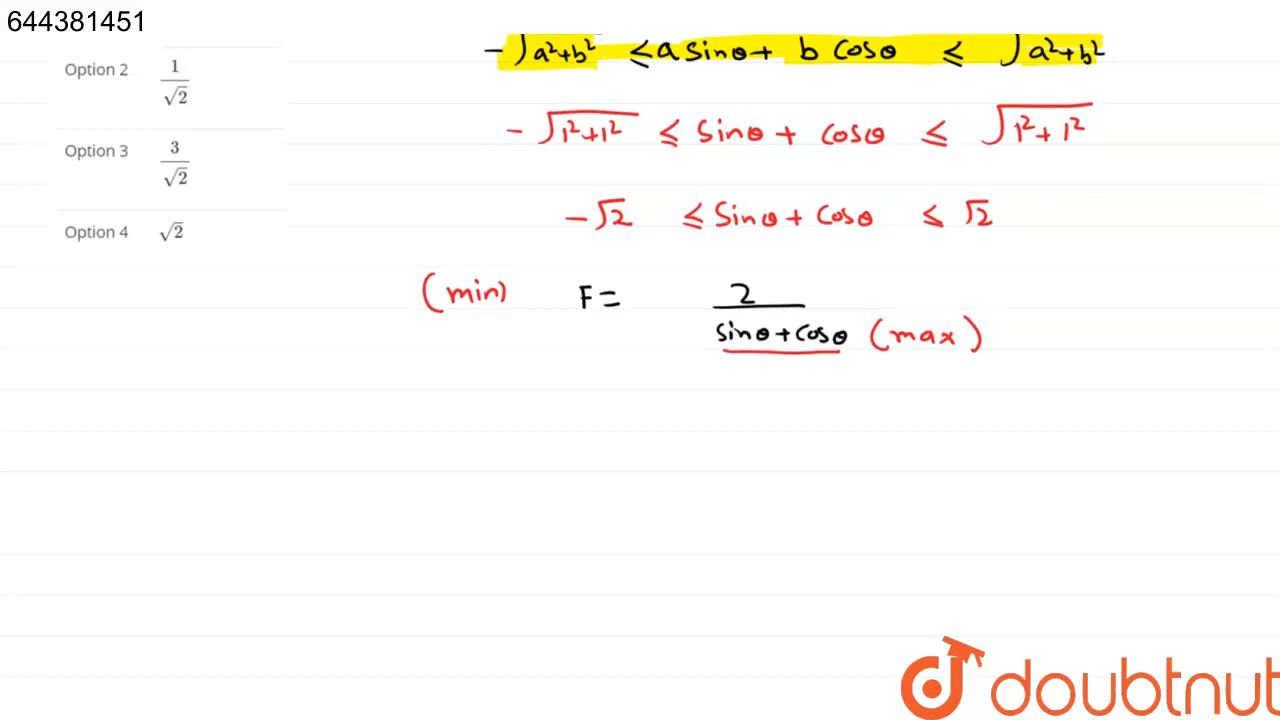 644381451
-√a²+b² ≤ a sinθ + b cosθ ≤ √a²+b²
Option 2 1/√2
-√1²+1² ≤ sinθ + cosθ ≤ √1²+1²
Option 3 3/√2
-√2 ≤ sinθ + cosθ ≤ √2
Option 4 √2
(min) F = 2/sinθ+cosθ (max)
doubtnut